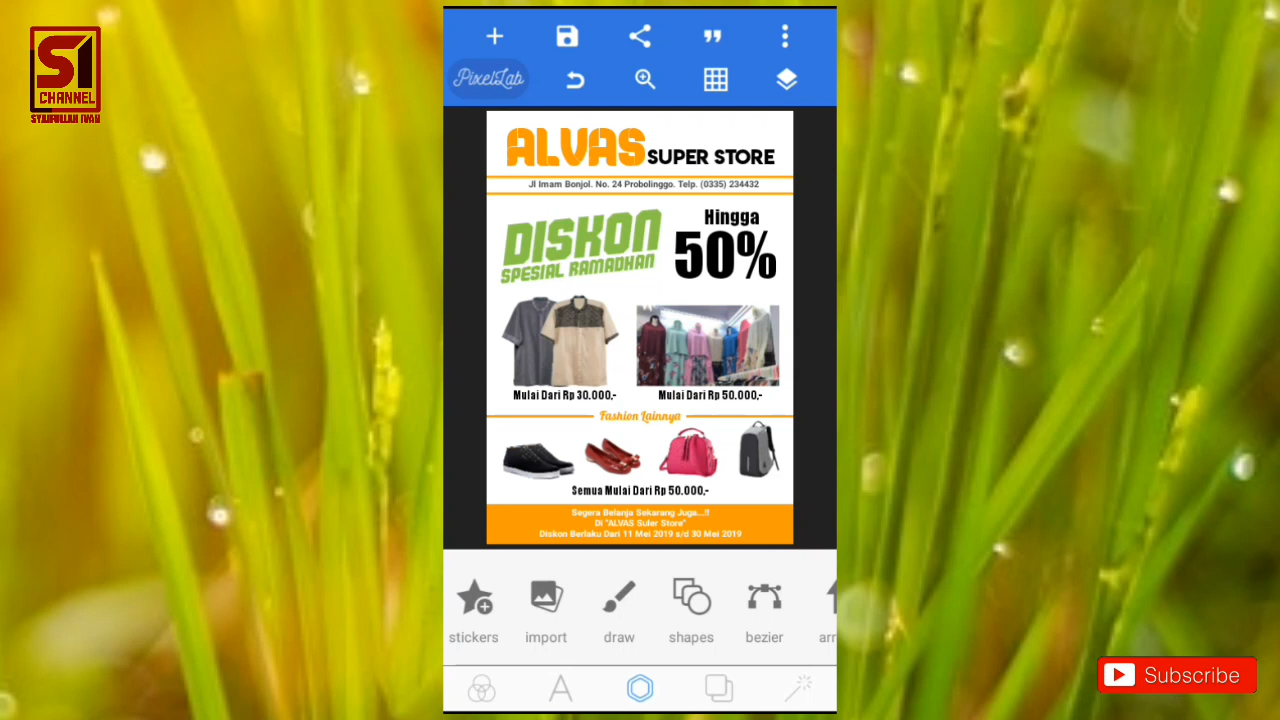 S1
CHANNEL
SYAIFULLAH IVAN
PixelLab
ALVAS SUPER STORE
Jl Imam Bonjol. No. 24 Probolinggo. Telp. (0335) 234432
DISKON
SPESIAL RAMADHAN
Hingga
50%
Mulai Dari Rp 30.000,-
Mulai Dari Rp 50.000,-
Fashion Lainnya
Semua Mulai Dari Rp 50.000,-
Segera Belanja Sekarang Juga...!!
Di "ALVAS Suler Store"
Diskon Berlaku Dari 11 Mei 2019 s/d 30 Mei 2019
stickers
import
draw
shapes
bezier
arr
Subscribe